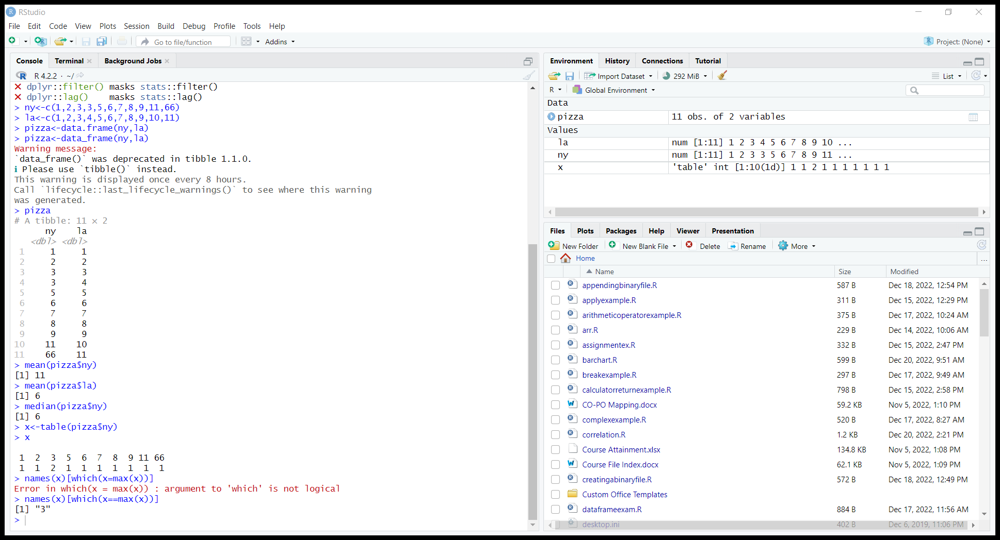 RStudio
File Edit Code View Plots Session Build Debug Profile Tools Help
Go to file/function Addins Project: (None)
Console Terminal Background Jobs
R 4.2.2 · ~/
✕ dplyr::filter() masks stats::filter()
✕ dplyr::lag()    masks stats::lag()
> ny<-c(1,2,3,3,5,6,7,8,9,11,66)
> la<-c(1,2,3,4,5,6,7,8,9,10,11)
> pizza<-data.frame(ny,la)
> pizza<-data_frame(ny,la)
Warning message:
`data_frame()` was deprecated in tibble 1.1.0.
ℹ Please use `tibble()` instead.
This warning is displayed once every 8 hours.
Call `lifecycle::last_lifecycle_warnings()` to see where this warning
was generated.
> pizza
# A tibble: 11 × 2
      ny    la
   <dbl> <dbl>
 1     1     1
 2     2     2
 3     3     3
 4     3     4
 5     5     5
 6     6     6
 7     7     7
 8     8     8
 9     9     9
10    11    10
11    66    11
> mean(pizza$ny)
[1] 11
> mean(pizza$la)
[1] 6
> median(pizza$ny)
[1] 6
> x<-table(pizza$ny)
> x
 1  2  3  5  6  7  8  9 11 66
 1  1  2  1  1  1  1  1  1  1
> names(x)[which(x=max(x))]
Error in which(x = max(x)) : argument to 'which' is not logical
> names(x)[which(x==max(x))]
[1] "3"
>
Environment History Connections Tutorial
Import Dataset 292 MiB List
R Global Environment
Data
pizza 11 obs. of 2 variables
Values
la num [1:11] 1 2 3 4 5 6 7 8 9 10 ...
ny num [1:11] 1 2 3 3 5 6 7 8 9 11 ...
x 'table' int [1:10(1d)] 1 1 2 1 1 1 1 1 1 1
Files Plots Packages Help Viewer Presentation
New Folder New Blank File Delete Rename More
Home ...
Name Size Modified
appendingbinaryfile.R 587 B Dec 18, 2022, 12:54 PM
applyexample.R 311 B Dec 15, 2022, 12:29 PM
arithmeticoperatorexample.R 375 B Dec 17, 2022, 10:24 AM
arr.R 229 B Dec 14, 2022, 10:06 AM
assignmentex.R 332 B Dec 15, 2022, 2:47 PM
barchart.R 599 B Dec 20, 2022, 9:51 AM
breakexample.R 297 B Dec 17, 2022, 9:49 AM
calculatorreturnexample.R 798 B Dec 15, 2022, 2:58 PM
CO-PO Mapping.docx 59.2 KB Nov 5, 2022, 1:10 PM
complexexample.R 520 B Dec 17, 2022, 8:27 AM
correlation.R 1.2 KB Dec 20, 2022, 2:21 PM
Course Attainment.xlsx 134.8 KB Nov 5, 2022, 1:08 PM
Course File Index.docx 62.1 KB Nov 5, 2022, 1:09 PM
creatingabinaryfile.R 572 B Dec 18, 2022, 12:49 PM
Custom Office Templates
dataframeexam.R 884 B Dec 17, 2022, 11:56 AM
desktop.ini 402 B Dec 6, 2019, 11:06 PM